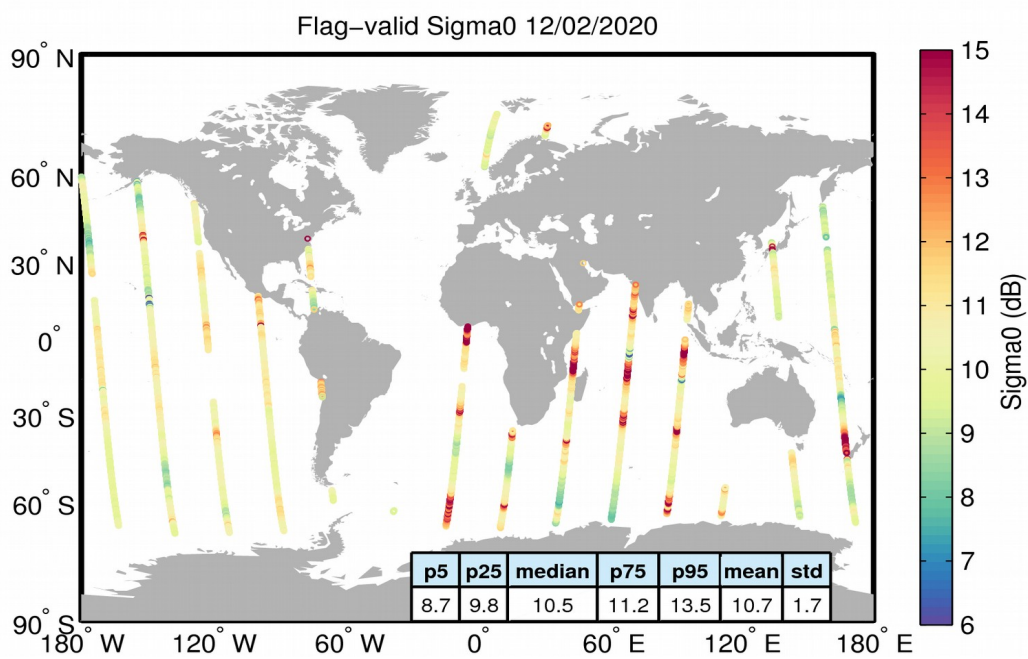 Flag−valid Sigma0 12/02/2020
90° N
60° N
30° N
0°
30° S
60° S
90° S
180° W 120° W 60° W 0° 60° E 120° E 180° E
p5 p25 median p75 p95 mean std
8.7 9.8 10.5 11.2 13.5 10.7 1.7
15
14
13
12
11
10
9
8
7
6
Sigma0 (dB)